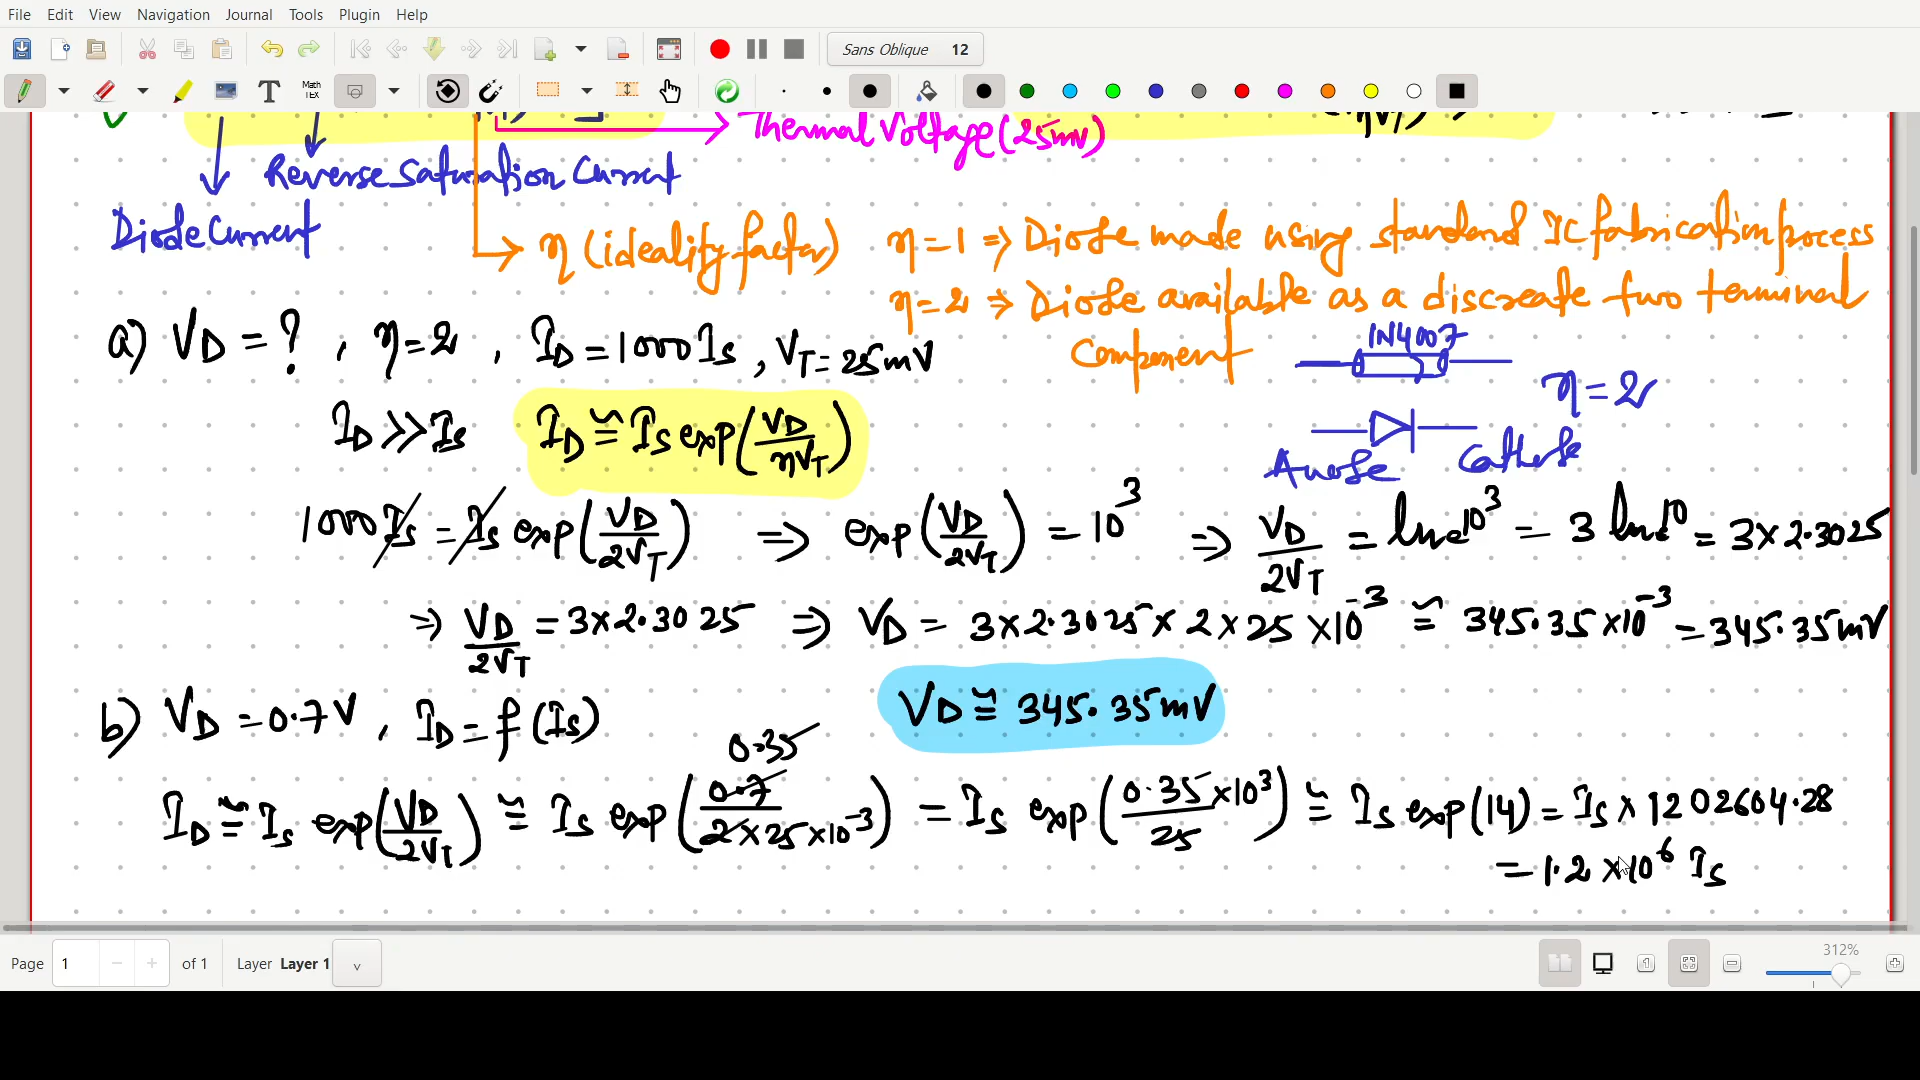 File Edit View Navigation Journal Tools Plugin Help
Sans Oblique 12
Math TEX
Thermal Voltage (25mV)
Reverse Saturation Current
Diode Current
η (ideality factor)
η=1 => Diode made using standard IC fabrication process
η=2 => Diode available as a discreate two terminal
Component
1N4007
η=2
Anode Cathode
a) VD = ? , η=2 , ID = 1000 Is , VT = 25mV
ID >> Is ID ≅ Is exp(VD/ηVT)
1000 Is = Is exp(VD/2VT) => exp(VD/2VT) = 10^3 => VD/2VT = lne10^3 = 3 lne10 = 3×2.3025
=> VD/2VT = 3×2.3025 => VD = 3×2.3025×2×25×10^-3 ≅ 345.35×10^-3 = 345.35mV
VD ≅ 345.35mV
b) VD = 0.7V , ID = f(Is)
0.35
ID ≅ Is exp(VD/2VT) ≅ Is exp(0.7/2×25×10^-3) = Is exp(0.35×10^3/25) ≅ Is exp(14) = Is × 1202604.28
= 1.2×10^6 Is
Page 1 of 1 Layer Layer 1
312%